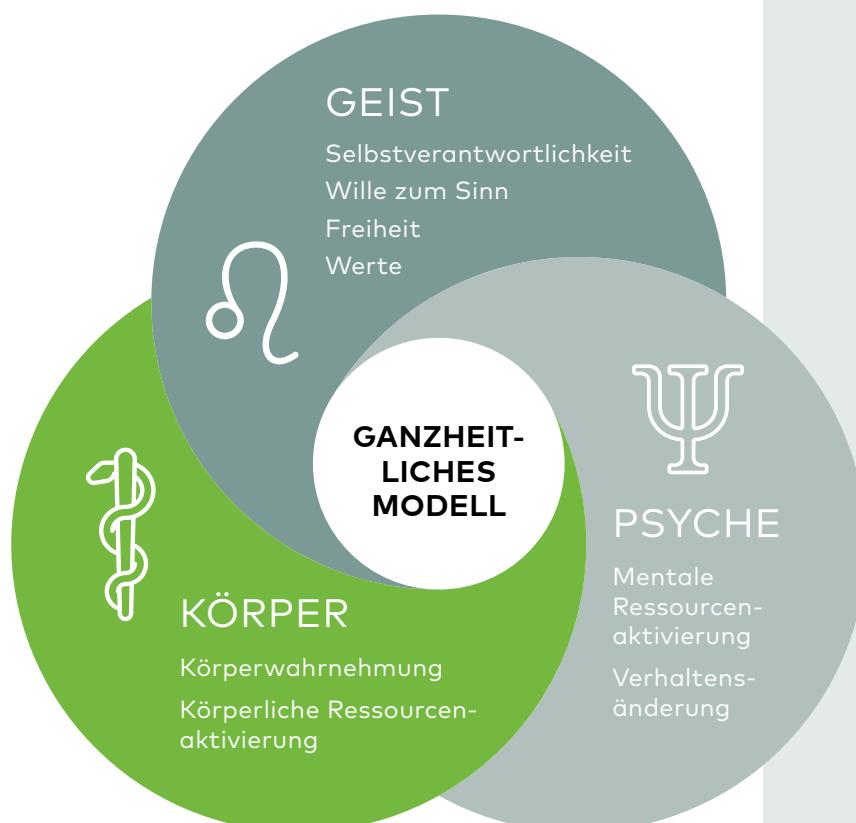 GEIST
Selbstverantwortlichkeit
Wille zum Sinn
Freiheit
Werte
GANZHEIT-
LICHES
MODELL
PSYCHE
Mentale
Ressourcen-
aktivierung
Verhaltens-
änderung
KÖRPER
Körperwahrnehmung
Körperliche Ressourcen-
aktivierung